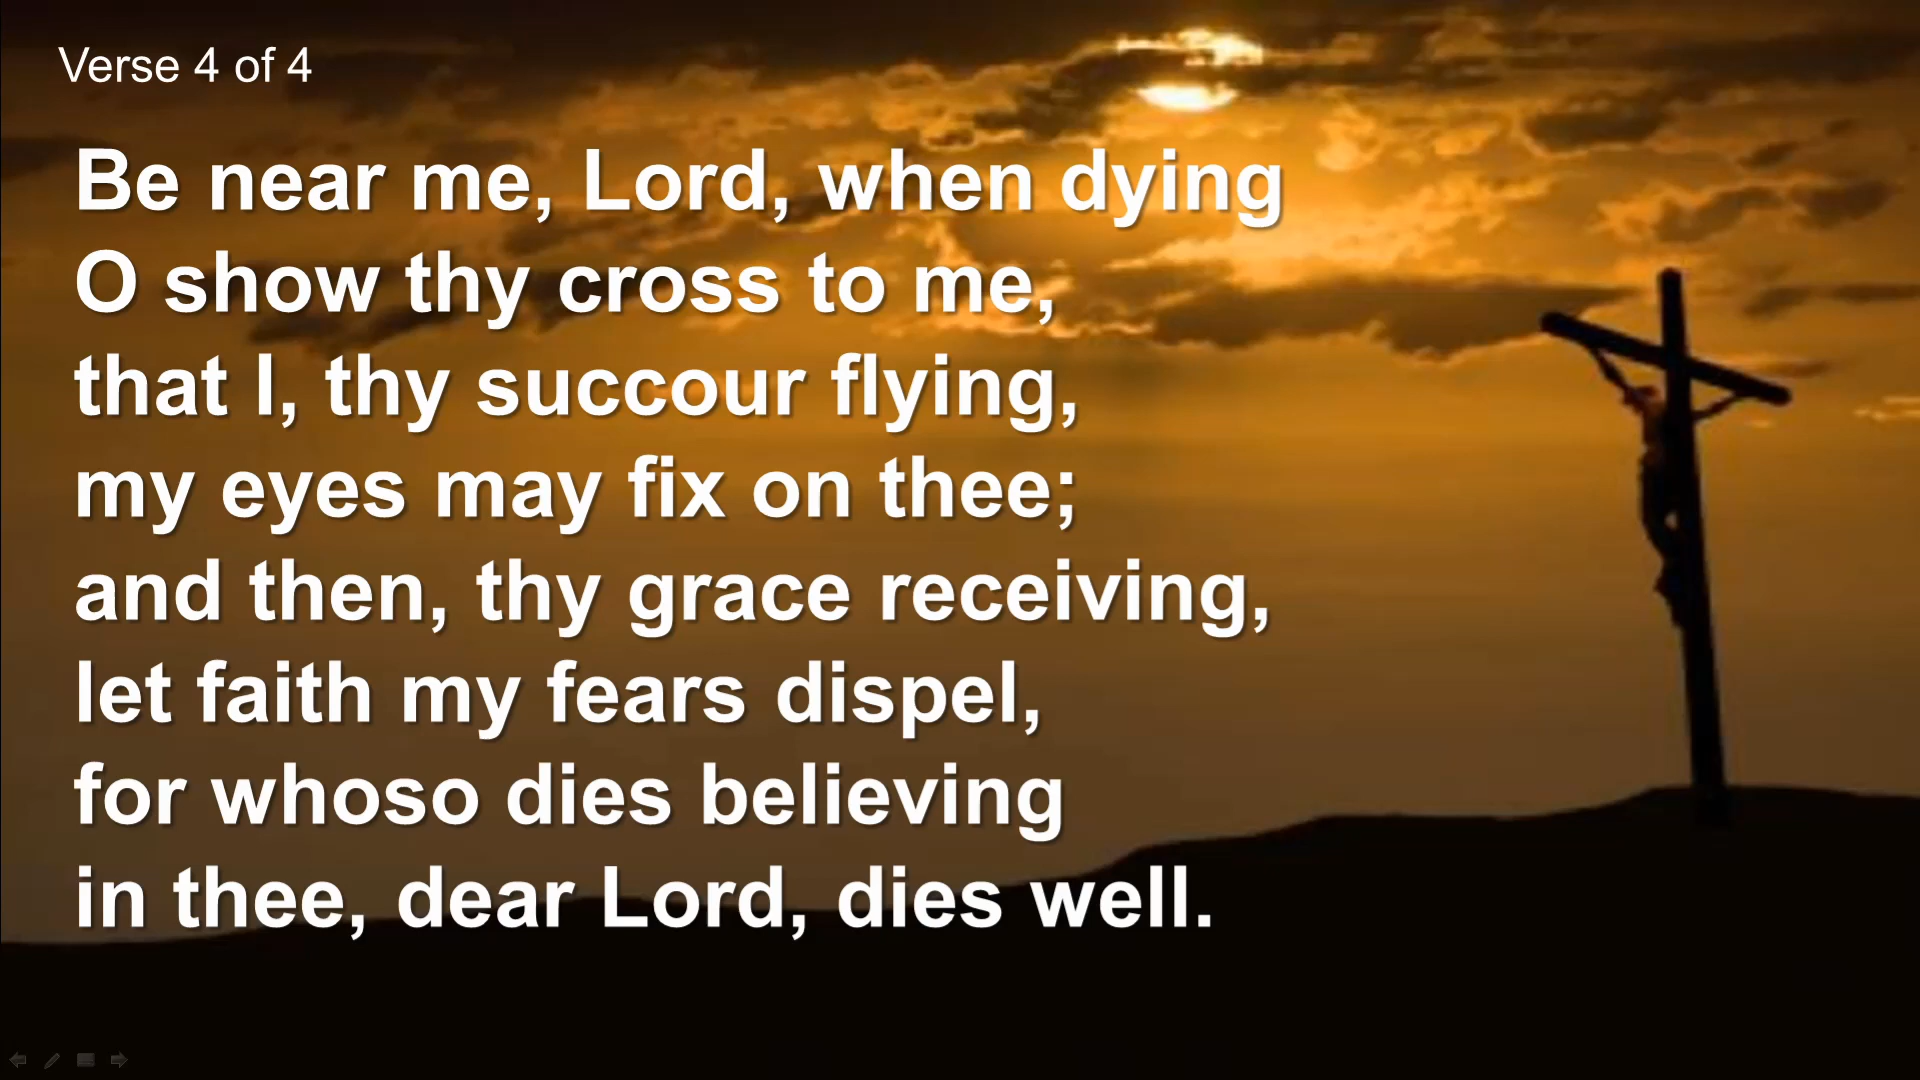 Verse 4 of 4
Be near me, Lord, when dying
O show thy cross to me,
that I, thy succour flying,
my eyes may fix on thee;
and then, thy grace receiving,
let faith my fears dispel,
for whoso dies believing
in thee, dear Lord, dies well.